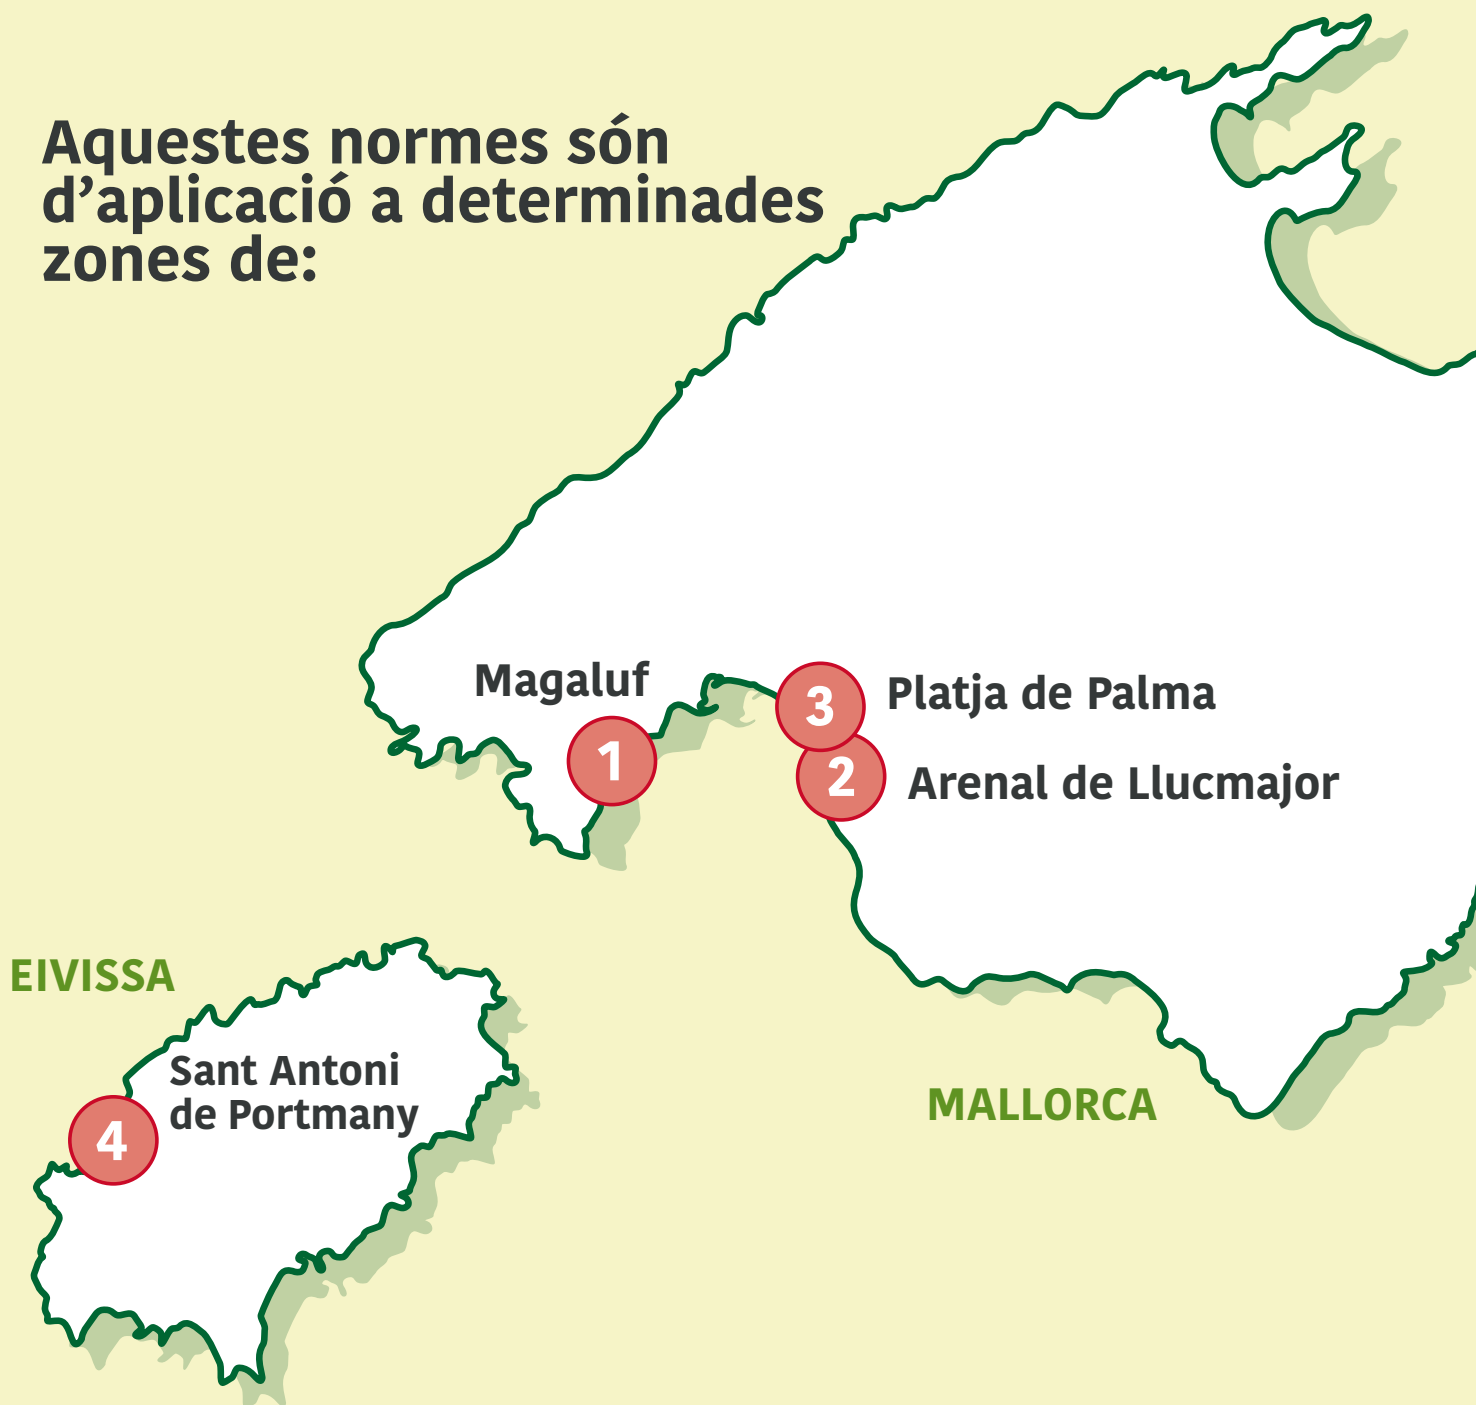 Aquestes normes són
d’aplicació a determinades
zones de:
Magaluf
1
3
Platja de Palma
2
Arenal de Llucmajor
EIVISSA
Sant Antoni
de Portmany
4
MALLORCA